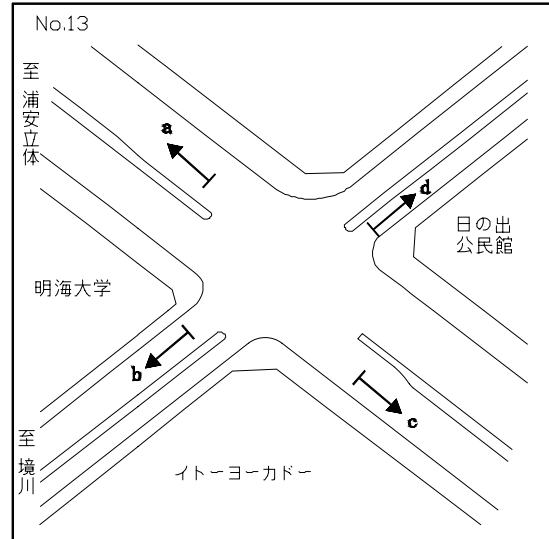 No.13
至浦安立体
a
d
日の出
公民館
明海大学
b
c
至境川
イトーヨーカドー